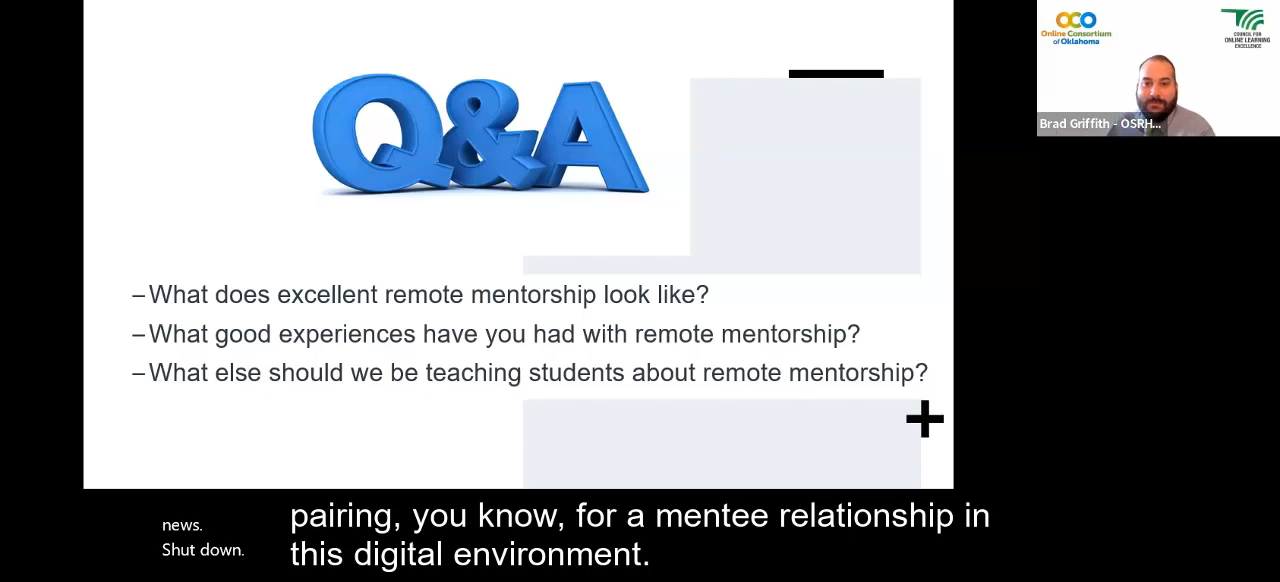 Q&A
–What does excellent remote mentorship look like?
–What good experiences have you had with remote mentorship?
–What else should we be teaching students about remote mentorship?
OCO
Online Consortium
of Oklahoma
COUNCIL FOR
ONLINE LEARNING
EXCELLENCE
Brad Griffith - OSRH...
news.
Shut down.
pairing, you know, for a mentee relationship in
this digital environment.